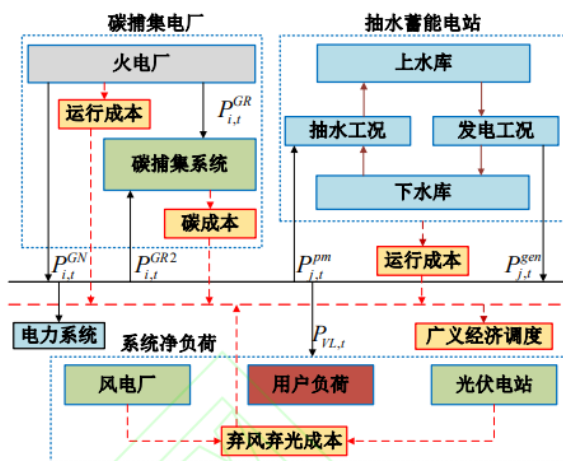 碳捕集电厂
抽水蓄能电站
火电厂
上水库
运行成本
P_{i,t}^{GR}
抽水工况
发电工况
碳捕集系统
下水库
碳成本
P_{i,t}^{GN}
P_{i,t}^{GR2}
P_{j,t}^{pm}
运行成本
P_{j,t}^{gen}
电力系统
系统净负荷
P_{VL,t}
广义经济调度
风电厂
用户负荷
光伏电站
弃风弃光成本